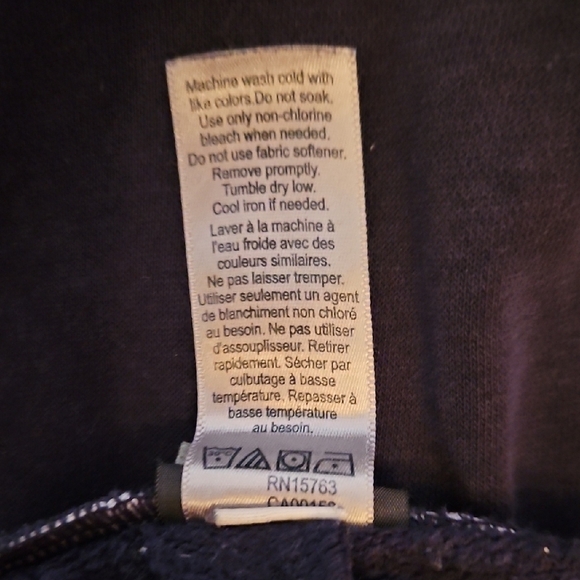 Machine wash cold with
like colors.Do not soak.
Use only non-chlorine
bleach when needed.
Do not use fabric softener.
Remove promptly.
Tumble dry low.
Cool iron if needed.
Laver à la machine à
l'eau froide avec des
couleurs similaires.
Ne pas laisser tremper.
Utiliser seulement un agent
de blanchiment non chloré
au besoin. Ne pas utiliser
d'assouplisseur. Retirer
rapidement. Sécher par
culbutage à basse
température. Repasser à
basse température
au besoin.
RN15763